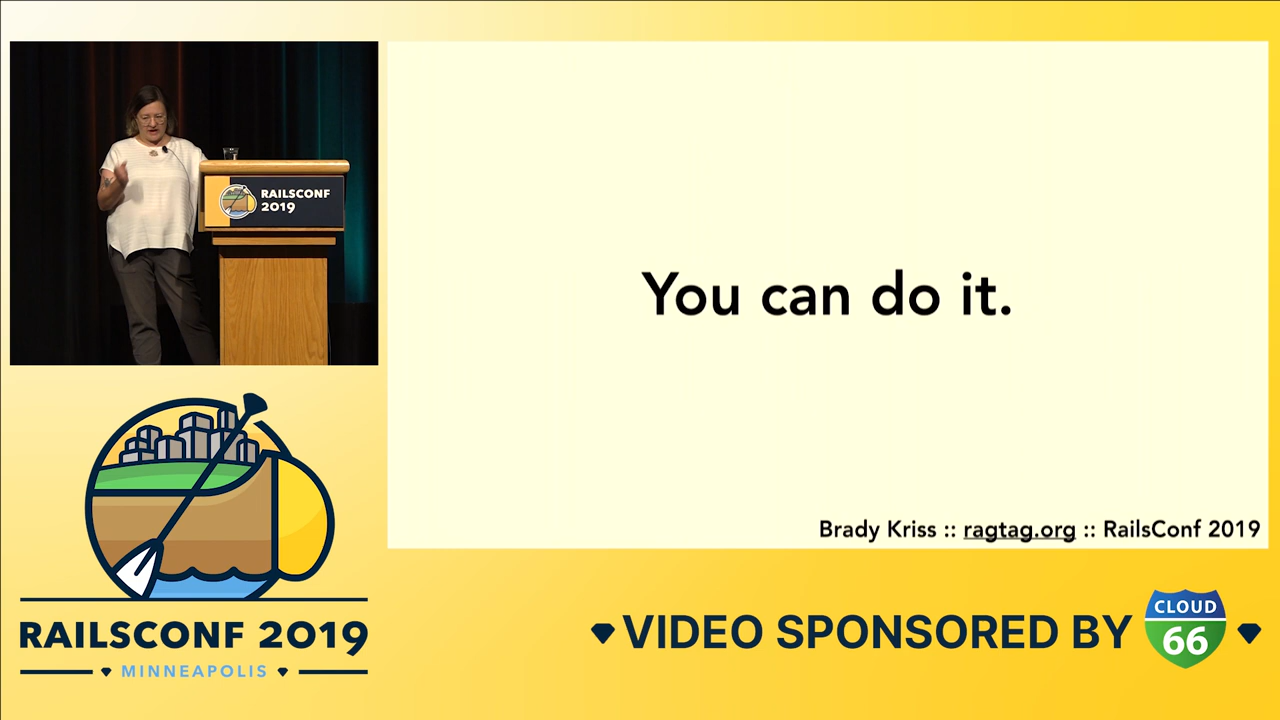 RAILSCONF
2019
You can do it.
Brady Kriss :: ragtag.org :: RailsConf 2019
RAILSCONF 2019
MINNEAPOLIS
VIDEO SPONSORED BY
CLOUD
66